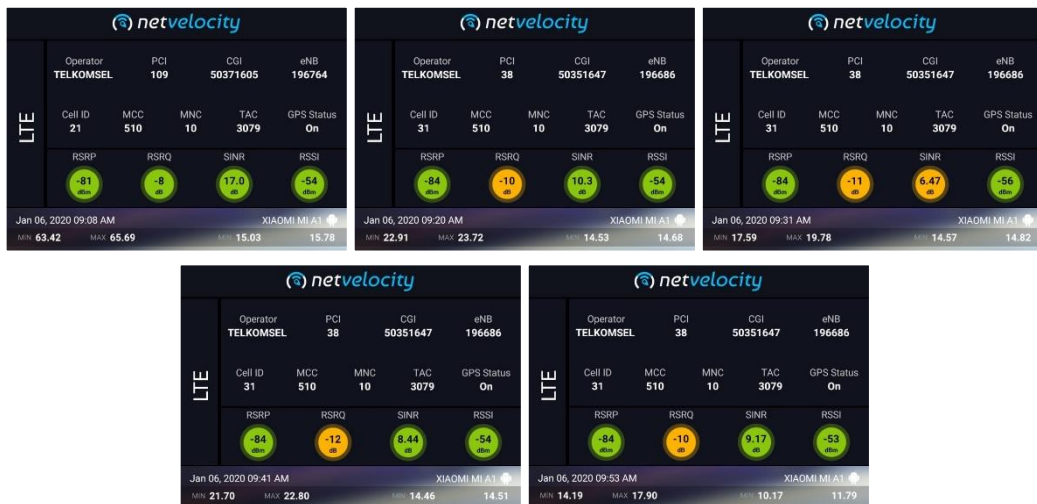 netvelocity
LTE
Operator PCI CGI eNB
TELKOMSEL 109 50371605 196764
Cell ID MCC MNC TAC GPS Status
21 510 10 3079 On
RSRP RSRQ SINR RSSI
-81 -8 17.0 -54
dBm dB dB dBm
Jan 06, 2020 09:08 AM XIAOMI MI A1
MIN 63.42 MAX 65.69 MIN 15.03 15.78
netvelocity
LTE
Operator PCI CGI eNB
TELKOMSEL 38 50351647 196686
Cell ID MCC MNC TAC GPS Status
31 510 10 3079 On
RSRP RSRQ SINR RSSI
-84 -10 10.3 -54
dBm dB dB dBm
Jan 06, 2020 09:20 AM XIAOMI MI A1
MIN 22.91 MAX 23.72 MIN 14.53 14.68
netvelocity
LTE
Operator PCI CGI eNB
TELKOMSEL 38 50351647 196686
Cell ID MCC MNC TAC GPS Status
31 510 10 3079 On
RSRP RSRQ SINR RSSI
-84 -11 6.47 -56
dBm dB dB dBm
Jan 06, 2020 09:31 AM XIAOMI MI A1
MIN 17.59 MAX 19.78 MIN 14.57 14.82
netvelocity
LTE
Operator PCI CGI eNB
TELKOMSEL 38 50351647 196686
Cell ID MCC MNC TAC GPS Status
31 510 10 3079 On
RSRP RSRQ SINR RSSI
-84 -12 8.44 -54
dBm dB dB dBm
Jan 06, 2020 09:41 AM XIAOMI MI A1
MIN 21.70 MAX 22.80 MIN 14.46 14.51
netvelocity
LTE
Operator PCI CGI eNB
TELKOMSEL 38 50351647 196686
Cell ID MCC MNC TAC GPS Status
31 510 10 3079 On
RSRP RSRQ SINR RSSI
-84 -10 9.17 -53
dBm dB dB dBm
Jan 06, 2020 09:53 AM XIAOMI MI A1
MIN 14.19 MAX 17.90 MIN 10.17 11.79